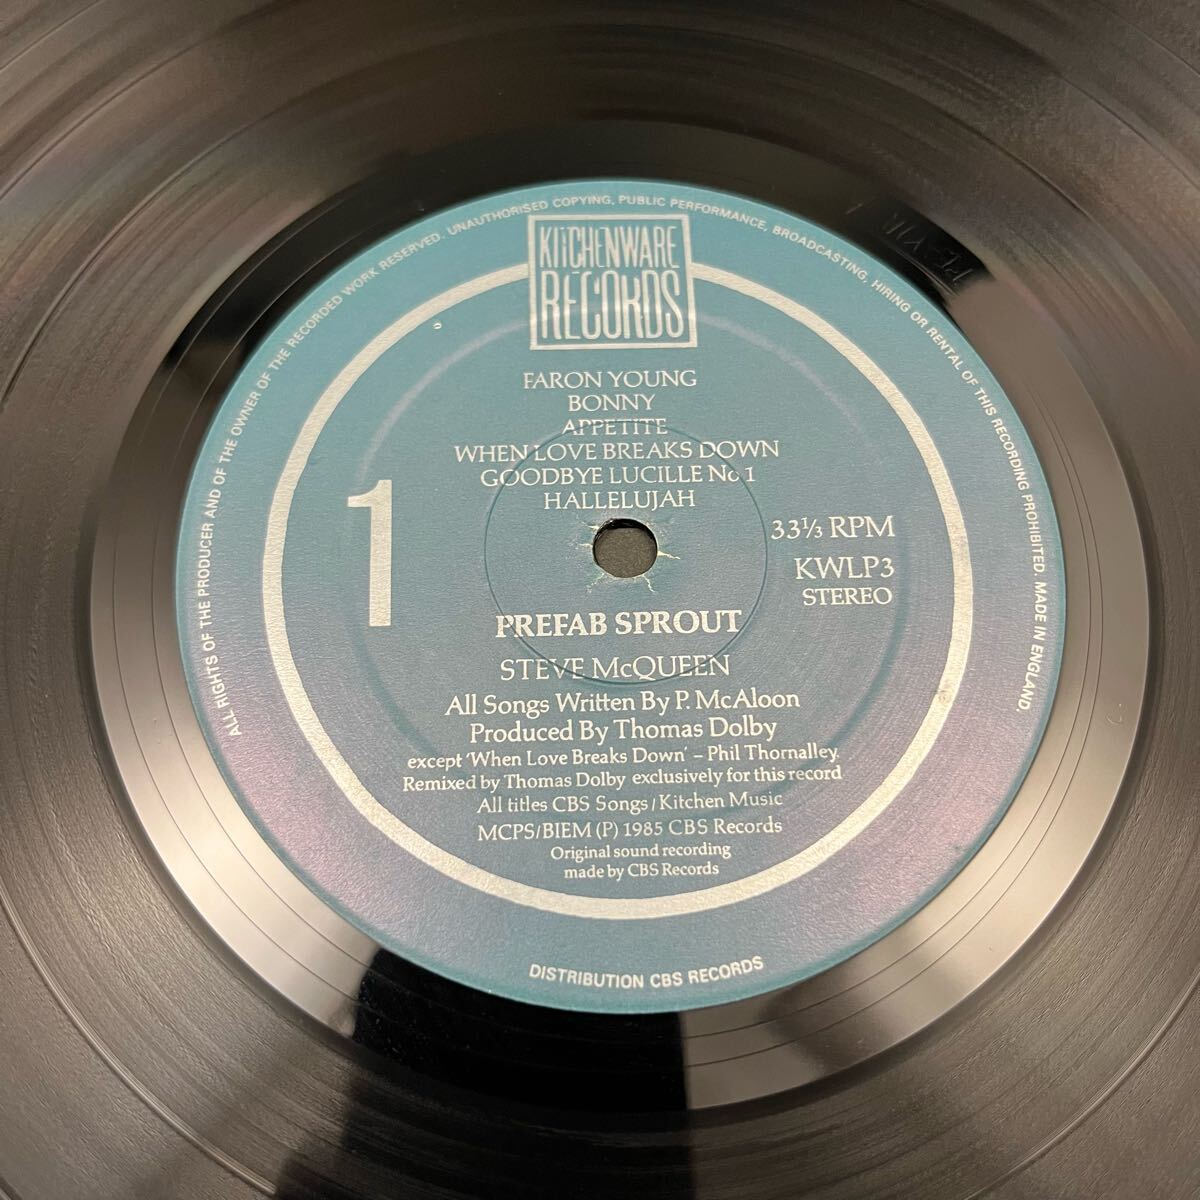 ALL RIGHTS OF THE PRODUCER AND OF THE OWNER OF THE RECORDED WORK RESERVED. UNAUTHORISED COPYING, PUBLIC PERFORMANCE, BROADCASTING, HIRING OR RENTAL OF THIS RECORDING PROHIBITED. MADE IN ENGLAND.
KITCHENWARE
RECORDS
FARON YOUNG
BONNY
APPETITE
WHEN LOVE BREAKS DOWN
GOODBYE LUCILLE No 1
HALLELUJAH
1
33⅓ RPM
KWLP3
STEREO
PREFAB SPROUT
STEVE McQUEEN
All Songs Written By P. McAloon
Produced By Thomas Dolby
except 'When Love Breaks Down' – Phil Thornalley.
Remixed by Thomas Dolby exclusively for this record
All titles CBS Songs / Kitchen Music
MCPS/BIEM (P) 1985 CBS Records
Original sound recording
made by CBS Records
DISTRIBUTION CBS RECORDS